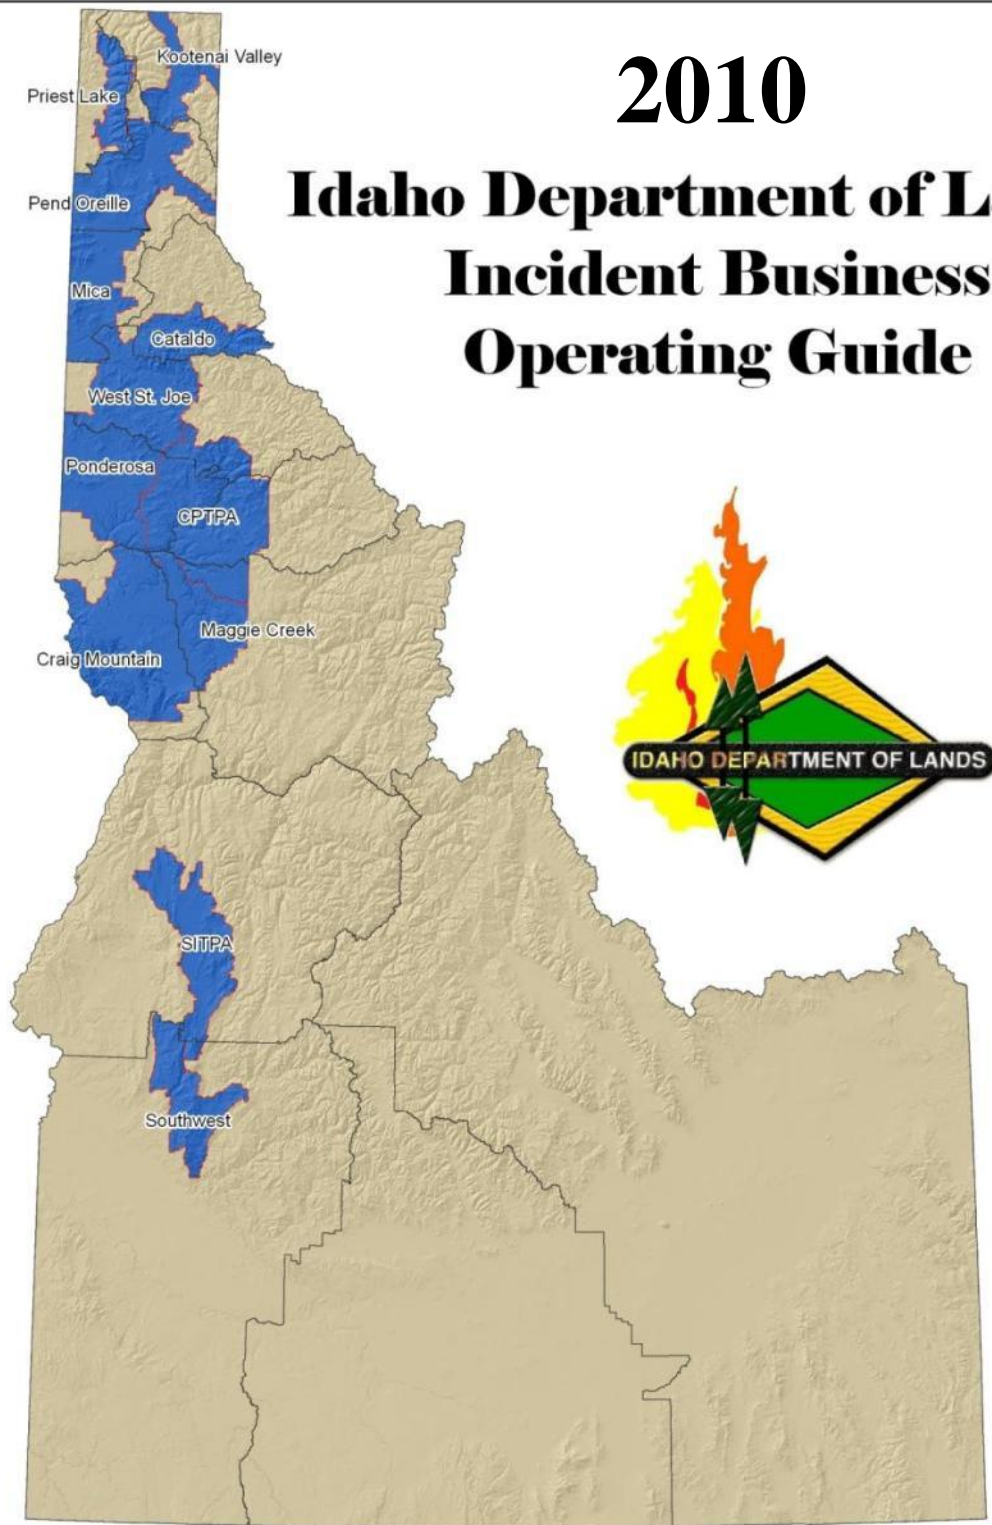 2010
Idaho Department of L
Incident Business
Operating Guide
Kootenai Valley
Priest Lake
Pend Oreille
Mica
Cataldo
West St. Joe
Ponderosa
CPTPA
Maggie Creek
Craig Mountain
IDAHO DEPARTMENT OF LANDS
SITPA
Southwest